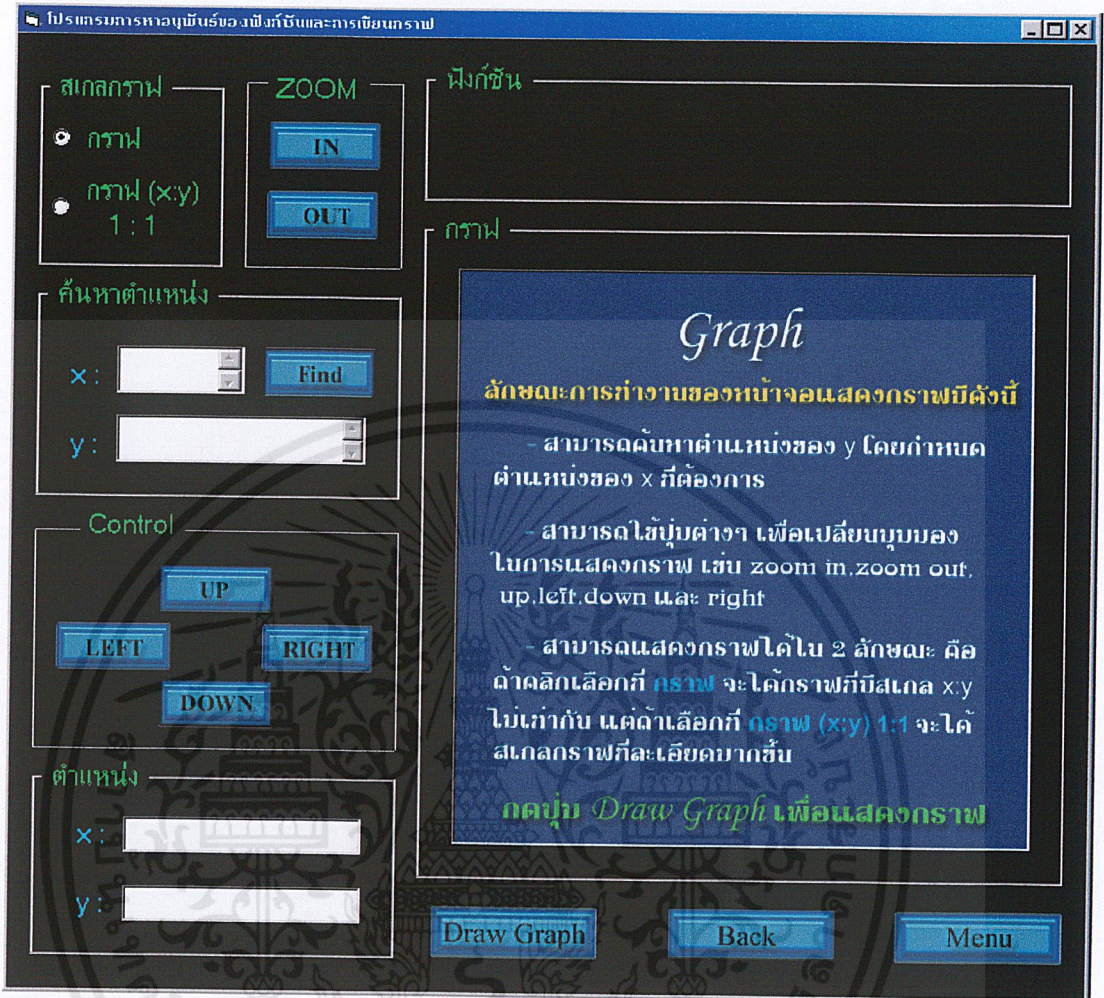 โปรแกรมการหาอนุพันธ์ของฟังก์ชันและการเขียนกราฟ
สเกลกราฟ
กราฟ
กราฟ (x:y)
1 : 1
ZOOM
IN
OUT
ฟังก์ชัน
ค้นหาตำแหน่ง
x :
Find
y :
Control
UP
LEFT
RIGHT
DOWN
ตำแหน่ง
x :
y :
กราฟ
Graph
ลักษณะการทำงานของหน้าจอแสดงกราฟมีดังนี้
- สามารถค้นหาตำแหน่งของ y โดยกำหนด
ตำแหน่งของ x ที่ต้องการ
- สามารถใช้ปุ่มต่างๆ เพื่อเปลี่ยนมุมมอง
ในการแสดงกราฟ เช่น zoom in,zoom out,
up,left,down และ right
- สามารถแสดงกราฟได้ใน 2 ลักษณะ คือ
ถ้าคลิกเลือกที่ กราฟ จะได้กราฟที่มีสเกล x:y
ไม่เท่ากัน แต่ถ้าเลือกที่ กราฟ (x:y) 1:1 จะได้
สเกลกราฟที่ละเอียดมากขึ้น
กดปุ่ม Draw Graph เพื่อแสดงกราฟ
Draw Graph
Back
Menu